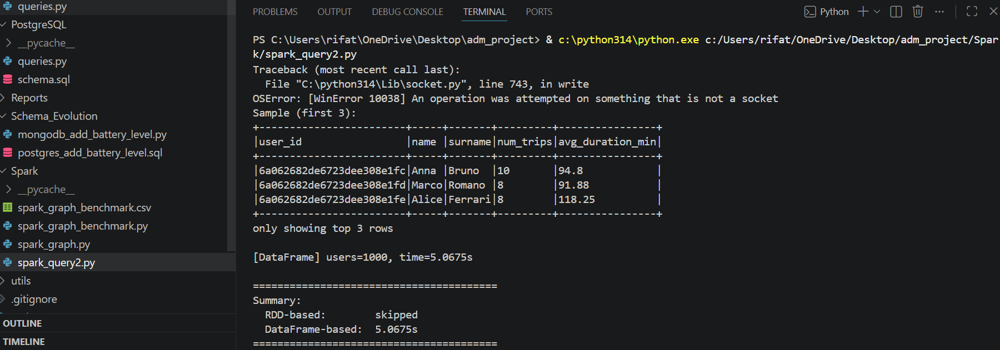 queries.py
PostgreSQL
__pycache__
queries.py
schema.sql
Reports
Schema_Evolution
mongodb_add_battery_level.py
postgres_add_battery_level.sql
Spark
__pycache__
spark_graph_benchmark.csv
spark_graph_benchmark.py
spark_graph.py
spark_query2.py
utils
.gitignore
OUTLINE
TIMELINE
PROBLEMS OUTPUT DEBUG CONSOLE TERMINAL PORTS
Python
PS C:\Users\rifat\OneDrive\Desktop\adm_project> & c:\python314\python.exe c:/Users/rifat/OneDrive/Desktop/adm_project/Spar
k/spark_query2.py
Traceback (most recent call last):
  File "C:\python314\Lib\socket.py", line 743, in write
OSError: [WinError 10038] An operation was attempted on something that is not a socket
Sample (first 3):
+------------------------+-----+-------+---------+----------------+
|user_id                 |name |surname|num_trips|avg_duration_min|
+------------------------+-----+-------+---------+----------------+
|6a062682de6723dee308e1fc|Anna |Bruno  |10       |94.8            |
|6a062682de6723dee308e1fd|Marco|Romano |8        |91.88           |
|6a062682de6723dee308e1fe|Alice|Ferrari|8        |118.25          |
+------------------------+-----+-------+---------+----------------+
only showing top 3 rows
[DataFrame] users=1000, time=5.0675s
========================================
Summary:
  RDD-based:        skipped
  DataFrame-based:  5.0675s
========================================